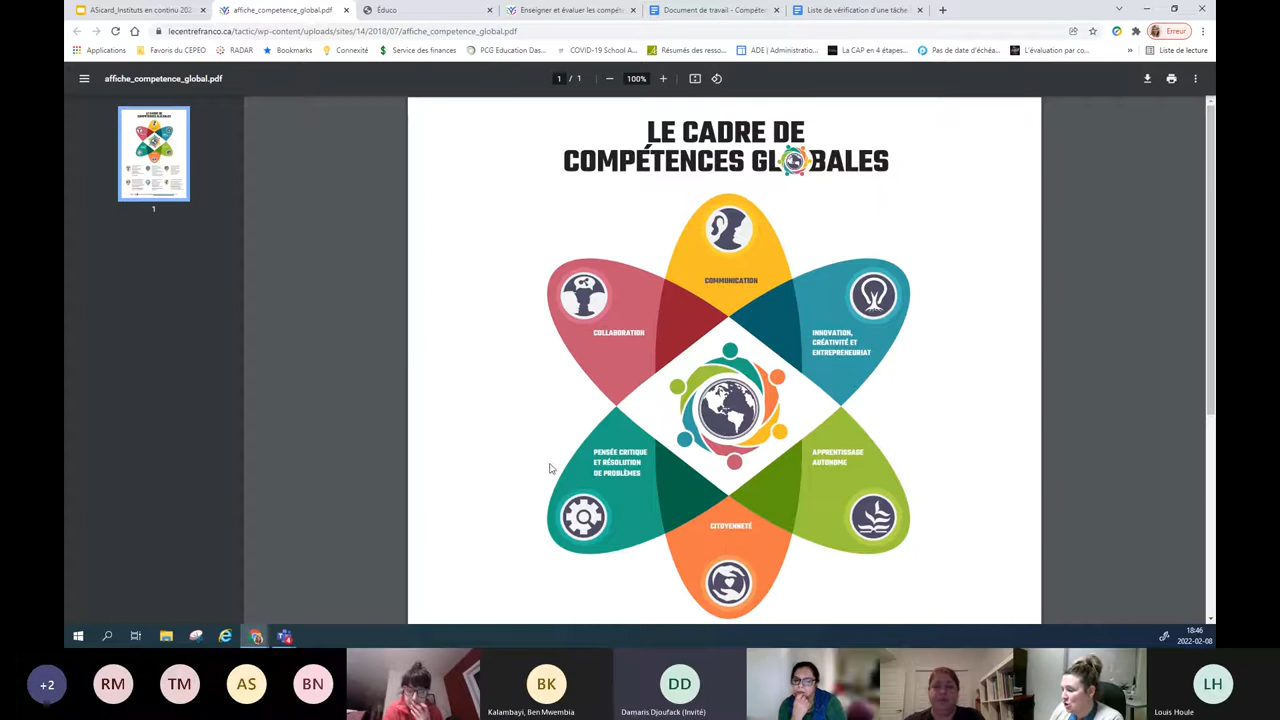 ASicard_Instituts en continu 202
affiche_competence_global.pdf
Éduco
Enseigner et évaluer les compéte
Document de travail - Compéten
Liste de vérification d'une tâche
lecentrefranco.ca/tactic/wp-content/uploads/sites/14/2018/07/affiche_competence_global.pdf
Erreur
Applications
Favoris du CEPEO
RADAR
Bookmarks
Connexité
Service des finances
PCG Education Das...
COVID-19 School A...
Résumés des resso...
ADE | Administratio...
La CAP en 4 étapes...
Pas de date d'échéa...
L'évaluation par co...
Liste de lecture
affiche_competence_global.pdf
1 / 1
100%
1
LE CADRE DE
COMPÉTENCES GLOBALES
COMMUNICATION
COLLABORATION
INNOVATION,
CRÉATIVITÉ ET
ENTREPRENEURIAT
PENSÉE CRITIQUE
ET RÉSOLUTION
DE PROBLÈMES
APPRENTISSAGE
AUTONOME
CITOYENNETÉ
18:46
2022-02-08
+2
RM
TM
AS
BN
BK
Kalambayi, Ben Mwembia
DD
Damaris Djoufack (Invité)
LH
Louis Houle